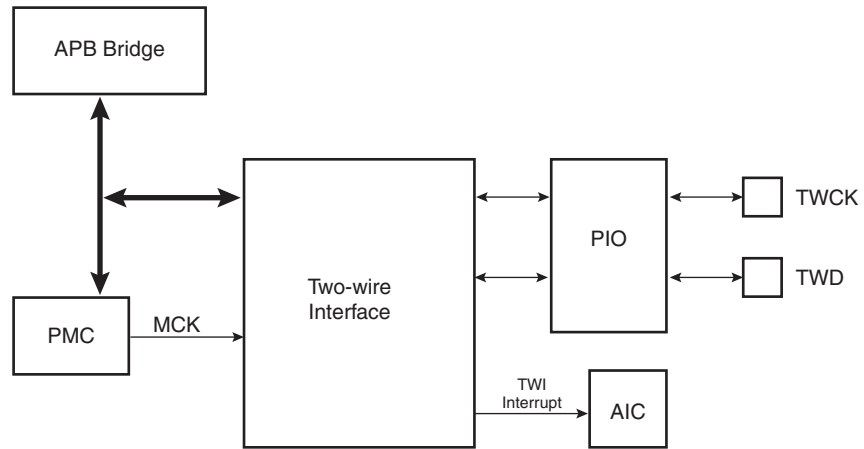 APB Bridge
TWCK
PIO
TWD
Two-wire
Interface
MCK
PMC
TWI
Interrupt
AIC